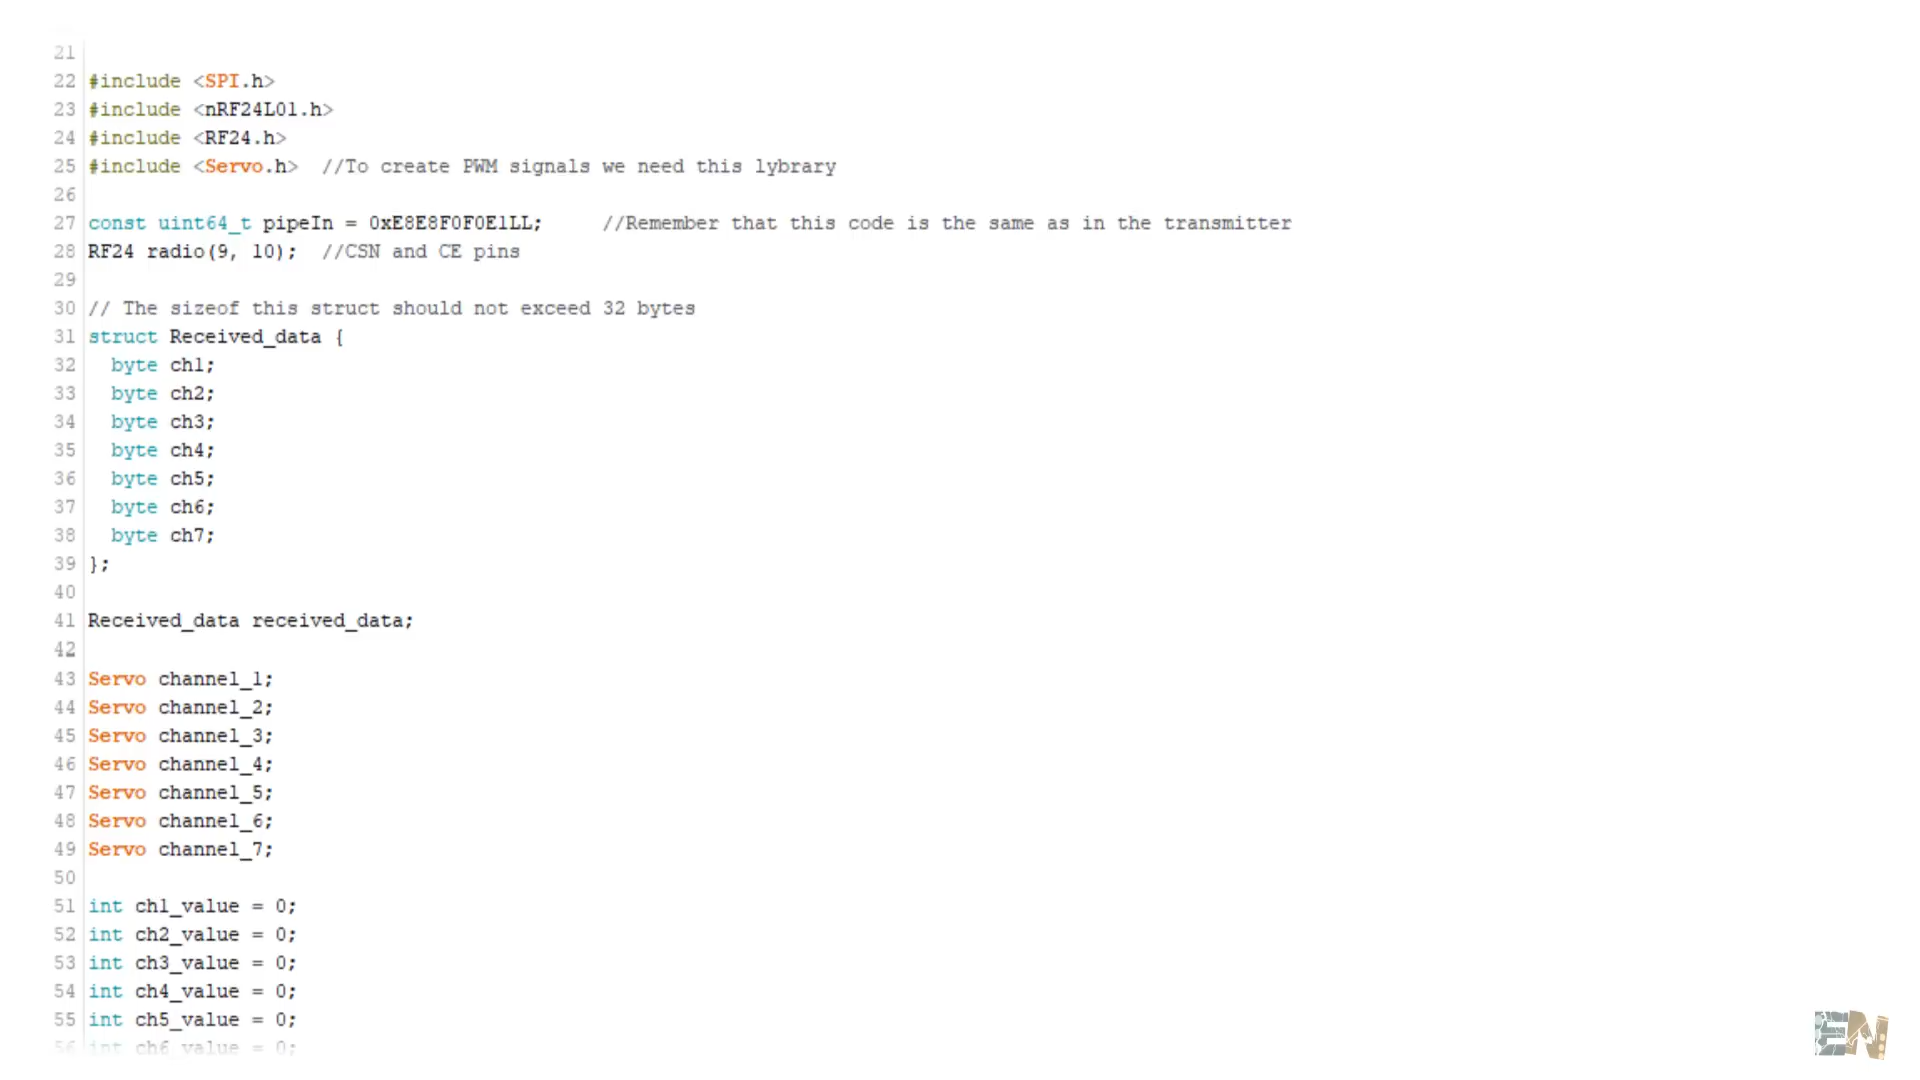 21
22 #include <SPI.h>
23 #include <nRF24L01.h>
24 #include <RF24.h>
25 #include <Servo.h>  //To create PWM signals we need this lybrary
26
27 const uint64_t pipeIn = 0xE8E8F0F0E1LL;     //Remember that this code is the same as in the transmitter
28 RF24 radio(9, 10);  //CSN and CE pins
29
30 // The sizeof this struct should not exceed 32 bytes
31 struct Received_data {
32   byte ch1;
33   byte ch2;
34   byte ch3;
35   byte ch4;
36   byte ch5;
37   byte ch6;
38   byte ch7;
39 };
40
41 Received_data received_data;
42
43 Servo channel_1;
44 Servo channel_2;
45 Servo channel_3;
46 Servo channel_4;
47 Servo channel_5;
48 Servo channel_6;
49 Servo channel_7;
50
51 int ch1_value = 0;
52 int ch2_value = 0;
53 int ch3_value = 0;
54 int ch4_value = 0;
55 int ch5_value = 0;
56 int ch6_value = 0;
EN